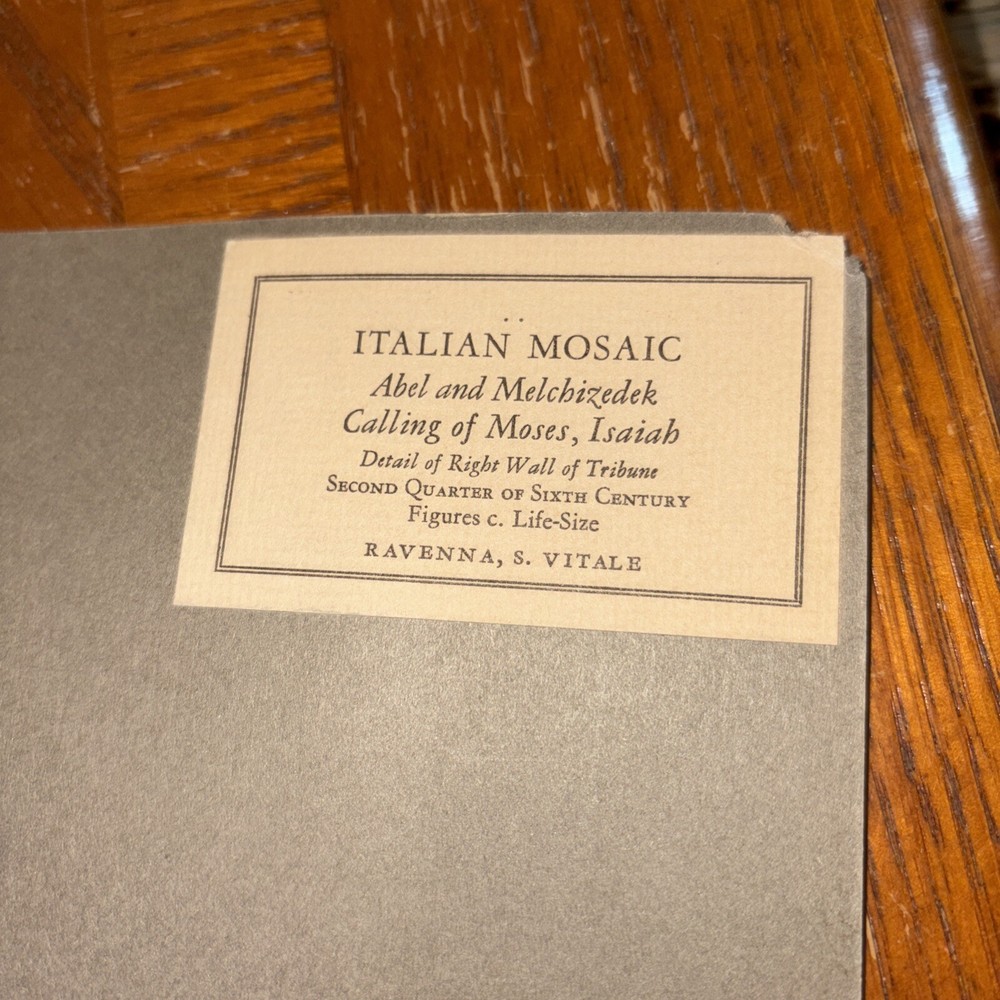 ITALIAN MOSAIC
Abel and Melchizedek
Calling of Moses, Isaiah
Detail of Right Wall of Tribune
SECOND QUARTER OF SIXTH CENTURY
Figures c. Life-Size
RAVENNA, S. VITALE